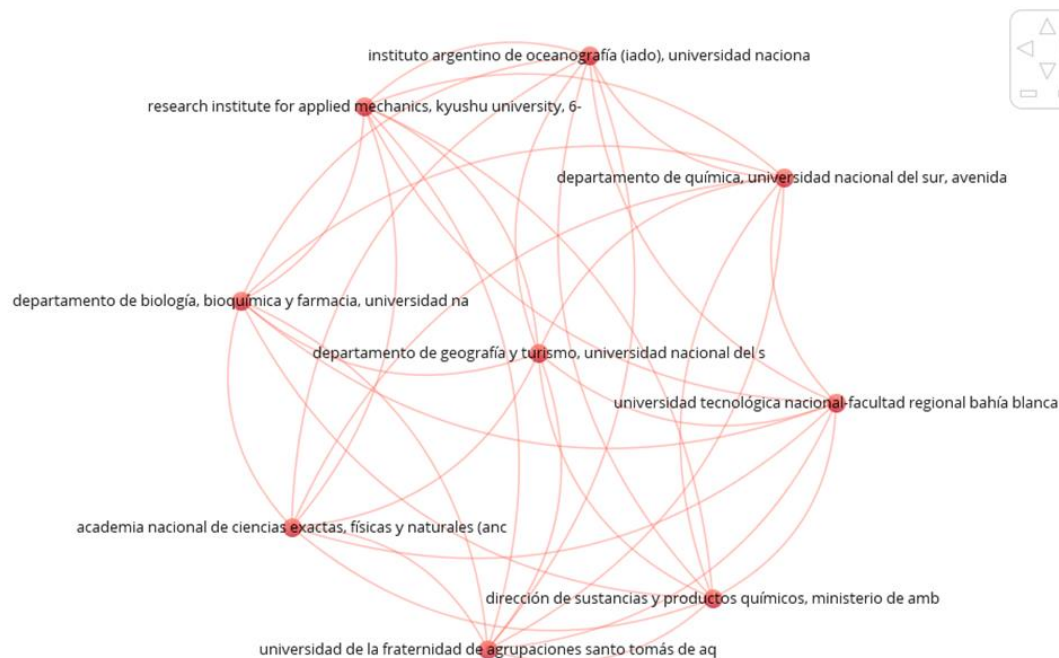 instituto argentino de oceanografía (iado), universidad naciona
research institute for applied mechanics, kyushu university, 6-
departamento de química, universidad nacional del sur, avenida
departamento de biología, bioquímica y farmacia, universidad na
departamento de geografía y turismo, universidad nacional del s
universidad tecnológica nacional-facultad regional bahía blanca
academia nacional de ciencias exactas, físicas y naturales (anc
dirección de sustancias y productos químicos, ministerio de amb
universidad de la fraternidad de agrupaciones santo tomás de aq